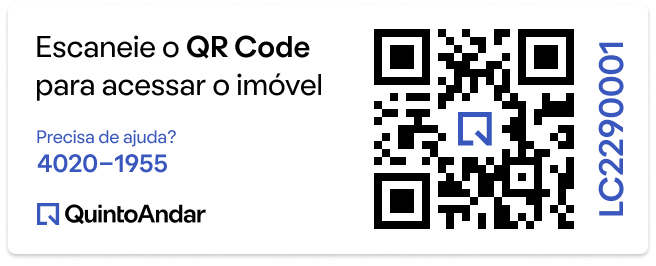 Escaneie o QR Code
para acessar o imóvel
Precisa de ajuda?
4020–1955
QuintoAndar
LC2290001